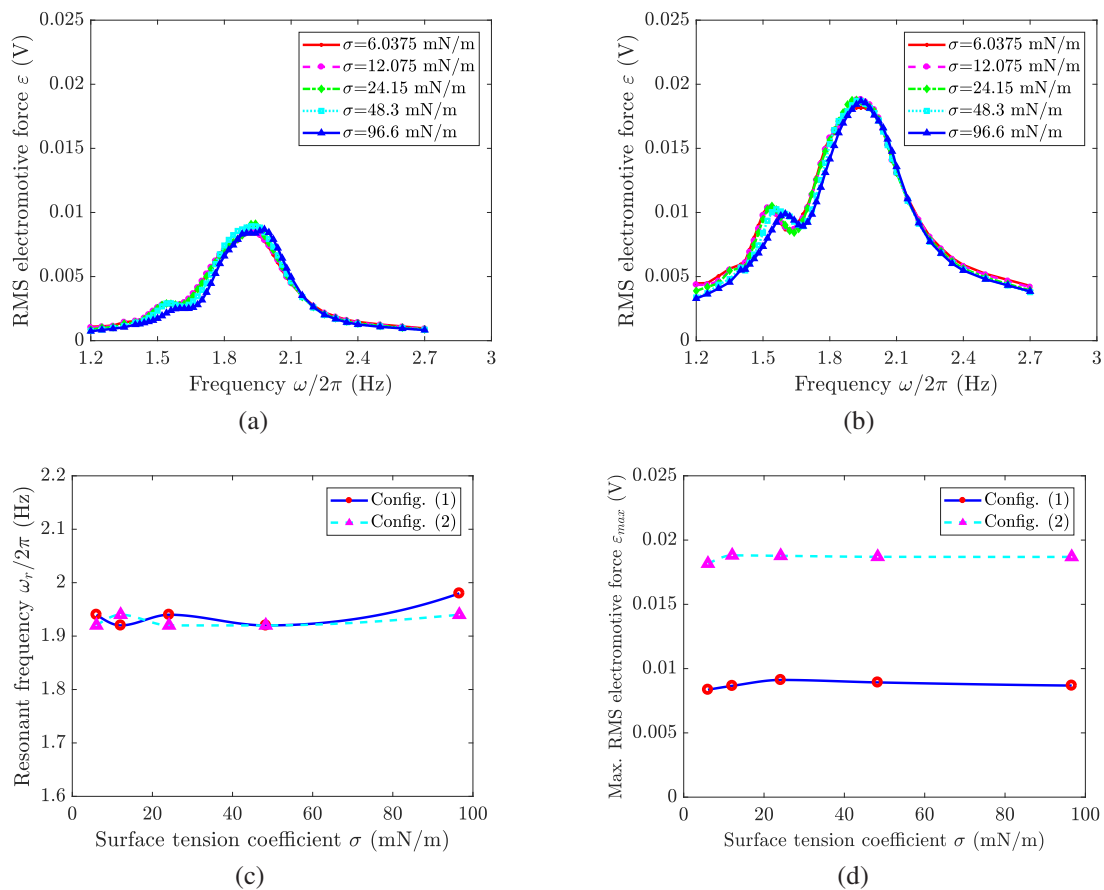 0.025
0.02
0.015
0.01
0.005
0
RMS electromotive force ε (V)
σ=6.0375 mN/m
σ=12.075 mN/m
σ=24.15 mN/m
σ=48.3 mN/m
σ=96.6 mN/m
1.2 1.5 1.8 2.1 2.4 2.7 3
Frequency ω/2π (Hz)
(a)
0.025
0.02
0.015
0.01
0.005
0
RMS electromotive force ε (V)
σ=6.0375 mN/m
σ=12.075 mN/m
σ=24.15 mN/m
σ=48.3 mN/m
σ=96.6 mN/m
1.2 1.5 1.8 2.1 2.4 2.7 3
Frequency ω/2π (Hz)
(b)
2.2
2.1
2
1.9
1.8
1.7
1.6
Resonant frequency ωr/2π (Hz)
Config. (1)
Config. (2)
0 20 40 60 80 100
Surface tension coefficient σ (mN/m)
(c)
0.025
0.02
0.015
0.01
0.005
0
Max. RMS electromotive force εmax (V)
Config. (1)
Config. (2)
0 20 40 60 80 100
Surface tension coefficient σ (mN/m)
(d)